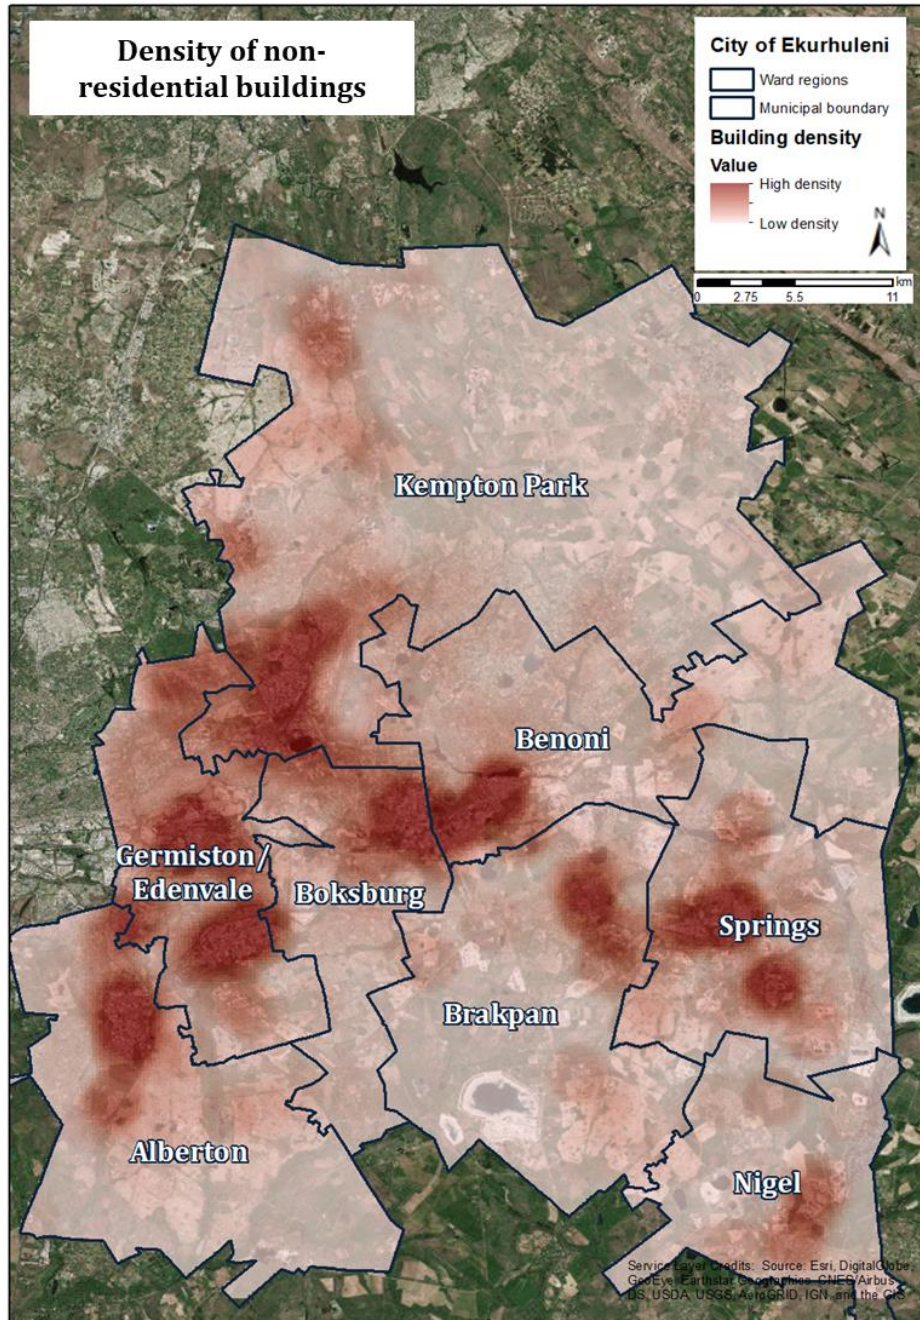 Density of non-
residential buildings
City of Ekurhuleni
Ward regions
Municipal boundary
Building density
Value
High density
Low density
N
km
0 2.75 5.5 11
Kempton Park
Benoni
Germiston/
Edenvale
Boksburg
Springs
Brakpan
Alberton
Nigel
Service Layer Credits: Source: Esri, DigitalGlobe,
GeoEye, Earthstar Geographics, CNES/Airbus
DS, USDA, USGS, AeroGRID, IGN, and the GIS